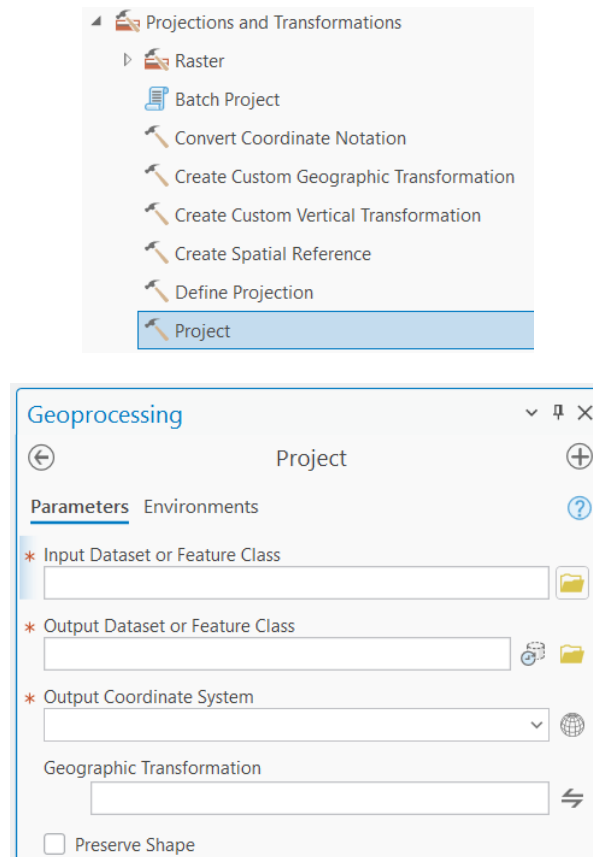 Projections and Transformations
Raster
Batch Project
Convert Coordinate Notation
Create Custom Geographic Transformation
Create Custom Vertical Transformation
Create Spatial Reference
Define Projection
Project
Geoprocessing
Project
Parameters Environments
* Input Dataset or Feature Class
* Output Dataset or Feature Class
* Output Coordinate System
Geographic Transformation
Preserve Shape